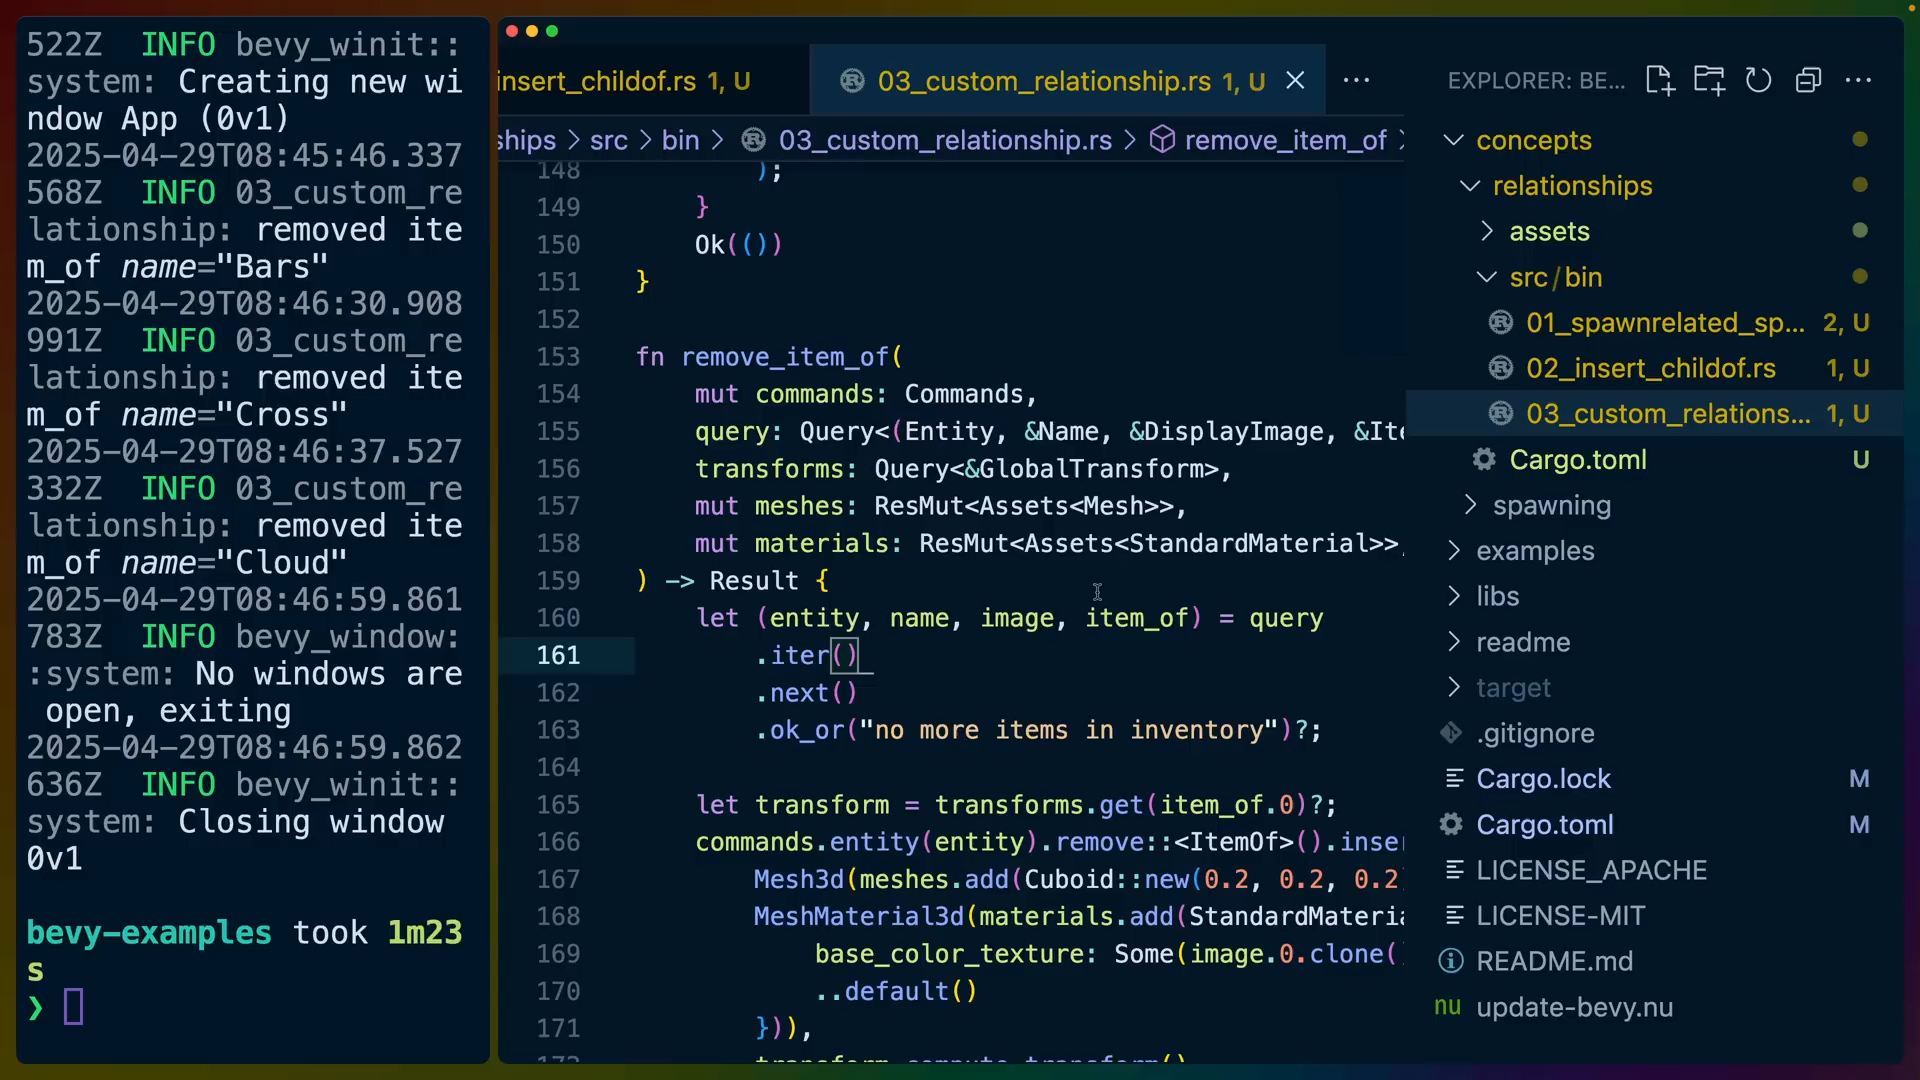 522Z  INFO bevy_winit::
system: Creating new wi
ndow App (0v1)
2025-04-29T08:45:46.337
568Z  INFO 03_custom_re
lationship: removed ite
m_of name="Bars"
2025-04-29T08:46:30.908
991Z  INFO 03_custom_re
lationship: removed ite
m_of name="Cross"
2025-04-29T08:46:37.527
332Z  INFO 03_custom_re
lationship: removed ite
m_of name="Cloud"
2025-04-29T08:46:59.861
783Z  INFO bevy_window:
:system: No windows are
 open, exiting
2025-04-29T08:46:59.862
636Z  INFO bevy_winit::
system: Closing window
0v1
bevy-examples took 1m23
s
❯
insert_childof.rs 1, U
03_custom_relationship.rs 1, U
ships > src > bin > 03_custom_relationship.rs > remove_item_of >
148         );
149     }
150     Ok(())
151 }
152
153 fn remove_item_of(
154     mut commands: Commands,
155     query: Query<(Entity, &Name, &DisplayImage, &Ite
156     transforms: Query<&GlobalTransform>,
157     mut meshes: ResMut<Assets<Mesh>>,
158     mut materials: ResMut<Assets<StandardMaterial>>,
159 ) -> Result {
160     let (entity, name, image, item_of) = query
161         .iter()
162         .next()
163         .ok_or("no more items in inventory")?;
164
165     let transform = transforms.get(item_of.0)?;
166     commands.entity(entity).remove::<ItemOf>().inser
167         Mesh3d(meshes.add(Cuboid::new(0.2, 0.2, 0.2)
168         MeshMaterial3d(materials.add(StandardMateria
169             base_color_texture: Some(image.0.clone()
170             ..default()
171         })),
172         transform.compute_transform()
EXPLORER: BE...
concepts
relationships
assets
src/bin
01_spawnrelated_sp... 2, U
02_insert_childof.rs 1, U
03_custom_relations... 1, U
Cargo.toml U
spawning
examples
libs
readme
target
.gitignore
Cargo.lock M
Cargo.toml M
LICENSE_APACHE
LICENSE-MIT
README.md
nu update-bevy.nu